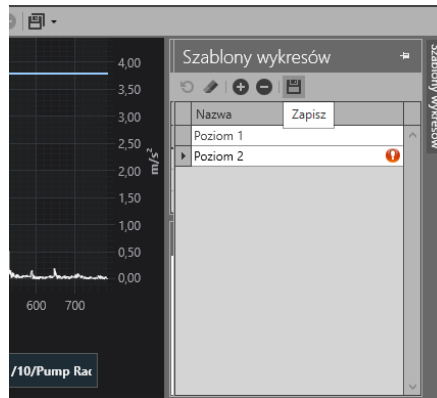 Szablony wykresów
Szablony wykresów
4,00
3,50
3,00
2,50
2,00
1,50
1,00
0,50
0,00
m/s²
600 700
Nazwa
Zapisz
Poziom 1
Poziom 2
/10/Pump Rac